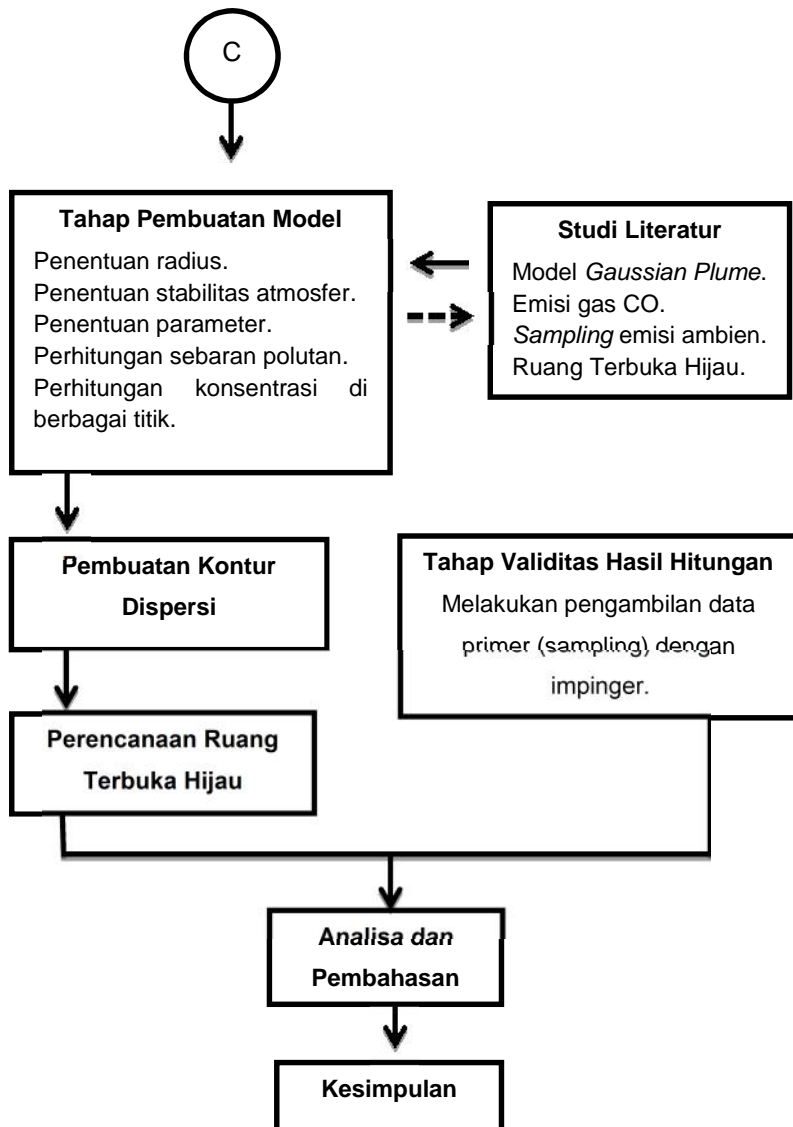 C
Tahap Pembuatan Model
Penentuan radius.
Penentuan stabilitas atmosfer.
Penentuan parameter.
Perhitungan sebaran polutan.
Perhitungan konsentrasi di
berbagai titik.
Studi Literatur
Model Gaussian Plume.
Emisi gas CO.
Sampling emisi ambien.
Ruang Terbuka Hijau.
Pembuatan Kontur
Dispersi
Tahap Validitas Hasil Hitungan
Melakukan pengambilan data
primer (sampling) dengan
impinger.
Perencanaan Ruang
Terbuka Hijau
Analisa dan
Pembahasan
Kesimpulan